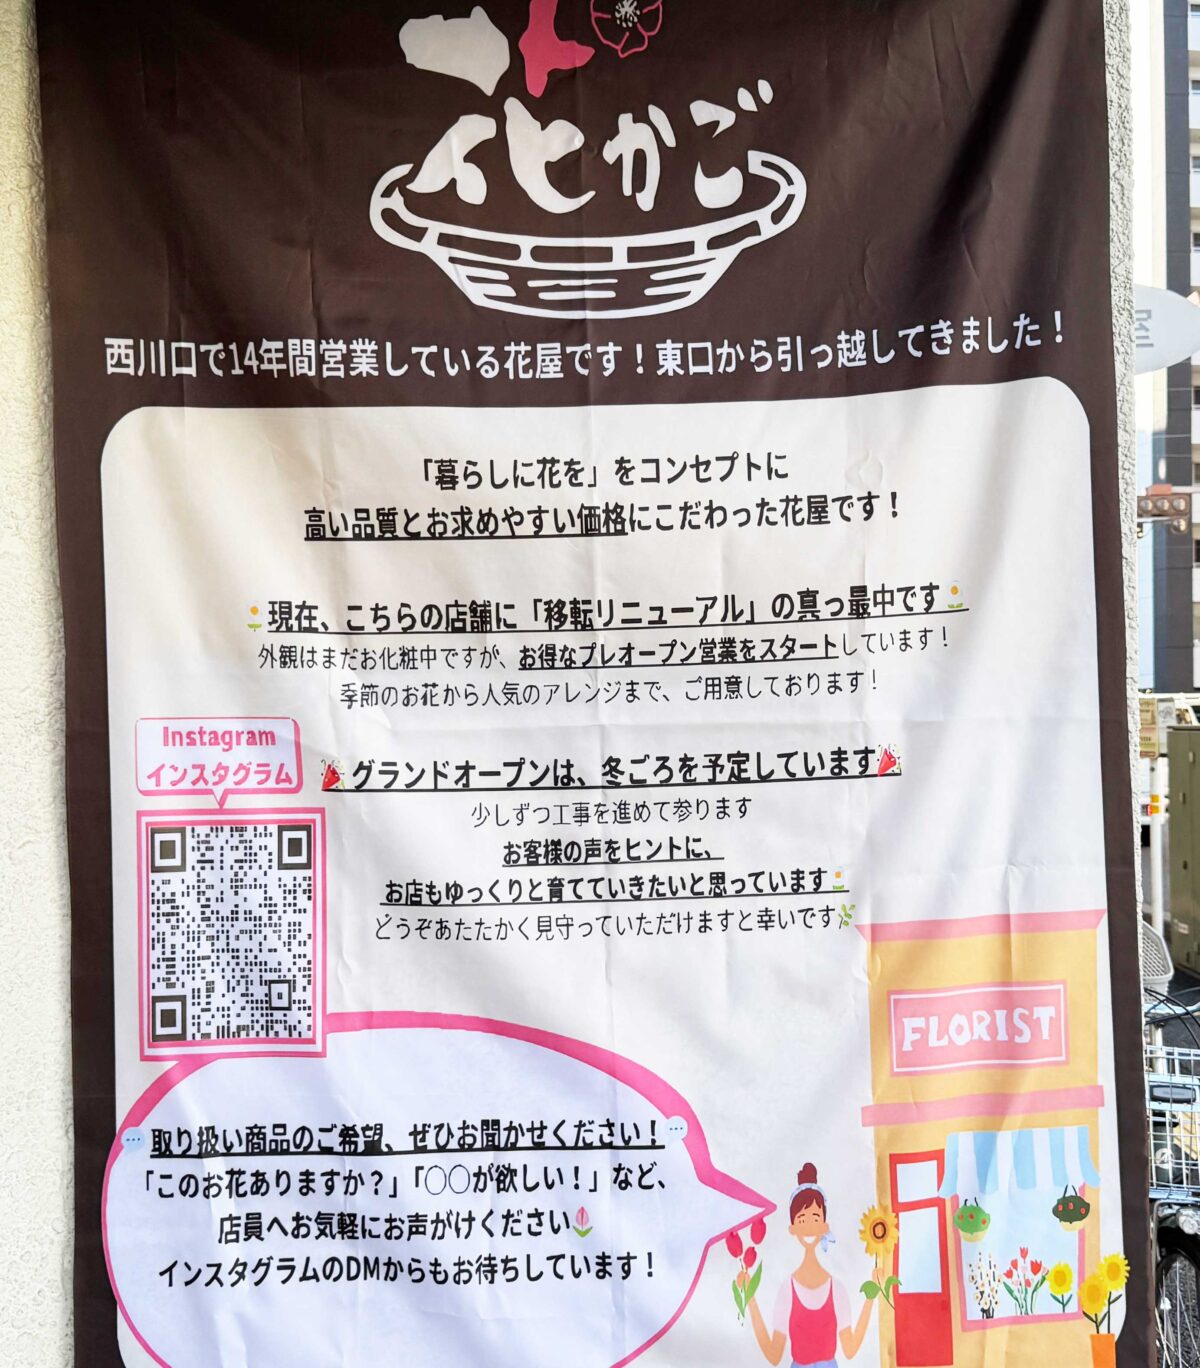 花かご
西川口で14年間営業している花屋です！東口から引っ越してきました！
「暮らしに花を」をコンセプトに
高い品質とお求めやすい価格にこだわった花屋です！
現在、こちらの店舗に「移転リニューアル」の真っ最中です
外観はまだお化粧中ですが、お得なプレオープン営業をスタートしています！
季節のお花から人気のアレンジまで、ご用意しております！
Instagram
インスタグラム
グランドオープンは、冬ごろを予定しています
少しずつ工事を進めて参ります
お客様の声をヒントに、
お店もゆっくりと育てていきたいと思っています
どうぞあたたかく見守っていただけますと幸いです
FLORIST
取り扱い商品のご希望、ぜひお聞かせください！
「このお花ありますか？」「〇〇が欲しい！」など、
店員へお気軽にお声がけください
インスタグラムのDMからもお待ちしています！